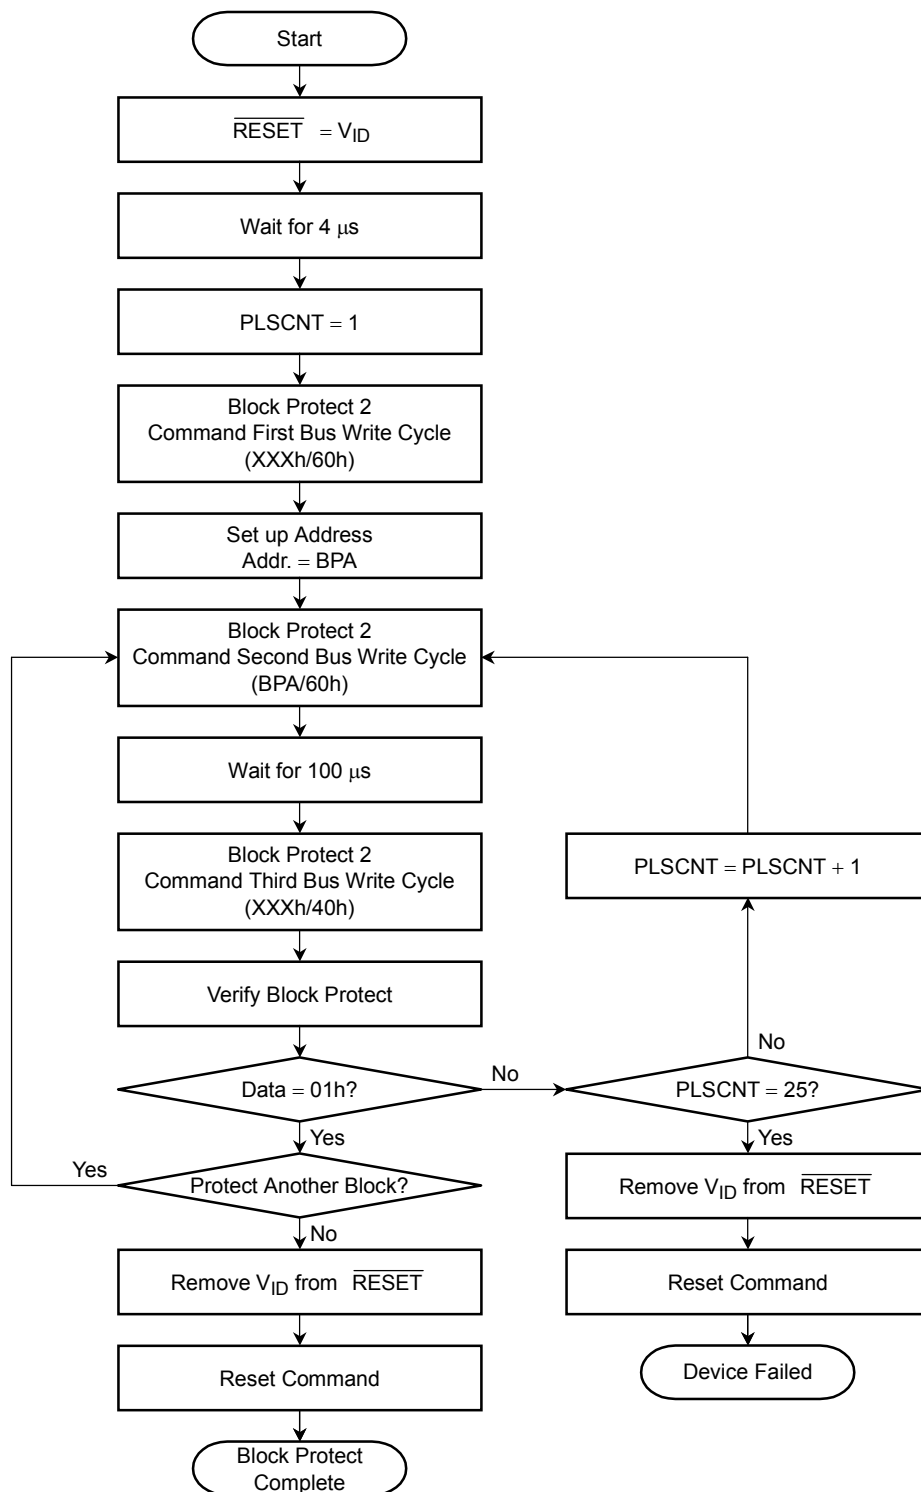 Start
RESET = VID
Wait for 4 μs
PLSCNT = 1
Block Protect 2
Command First Bus Write Cycle
(XXXh/60h)
Set up Address
Addr. = BPA
Block Protect 2
Command Second Bus Write Cycle
(BPA/60h)
Wait for 100 μs
Block Protect 2
Command Third Bus Write Cycle
(XXXh/40h)
PLSCNT = PLSCNT + 1
Verify Block Protect
No
Data = 01h?
No
PLSCNT = 25?
Yes
Yes
Yes
Protect Another Block?
Remove VID from RESET
No
Remove VID from RESET
Reset Command
Reset Command
Device Failed
Block Protect
Complete